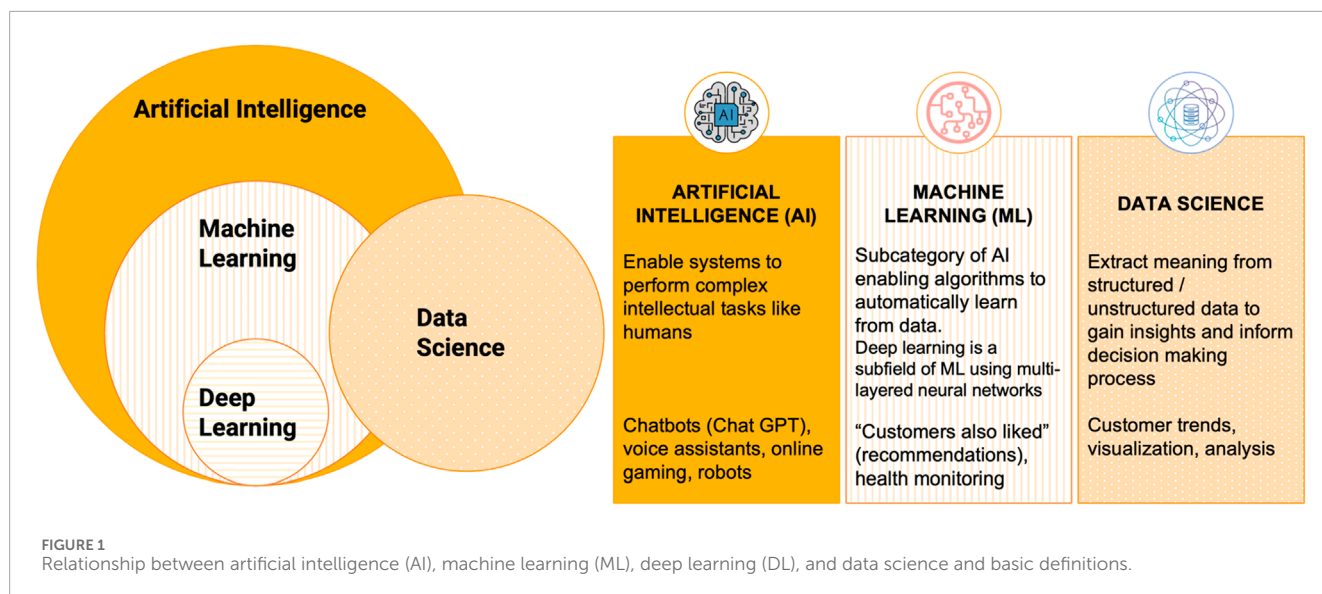 Artificial Intelligence
Machine
Learning
Deep
Learning
Data
Science
AI
ARTIFICIAL
INTELLIGENCE (AI)
Enable systems to
perform complex
intellectual tasks like
humans
Chatbots (Chat GPT),
voice assistants, online
gaming, robots
MACHINE
LEARNING (ML)
Subcategory of AI
enabling algorithms to
automatically learn
from data.
Deep learning is a
subfield of ML using multi-
layered neural networks
“Customers also liked”
(recommendations),
health monitoring
DATA SCIENCE
Extract meaning from
structured /
unstructured data to
gain insights and inform
decision making
process
Customer trends,
visualization, analysis
FIGURE 1
Relationship between artificial intelligence (AI), machine learning (ML), deep learning (DL), and data science and basic definitions.